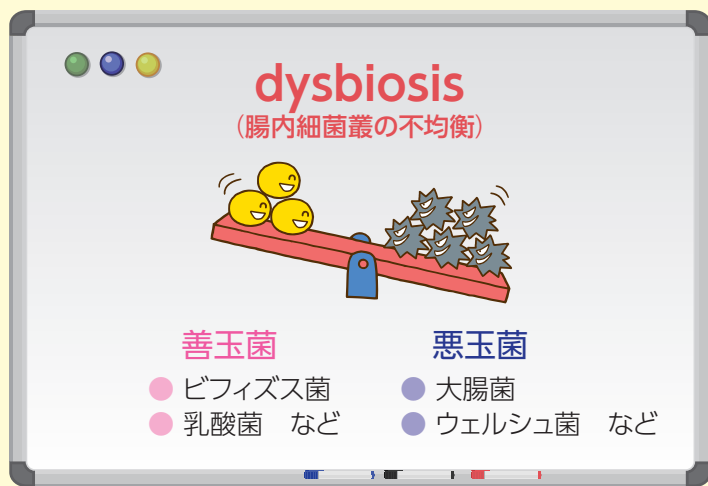 dysbiosis
(腸内細菌叢の不均衡)
善玉菌
ビフィズス菌
乳酸菌 など
悪玉菌
大腸菌
ウェルシュ菌 など